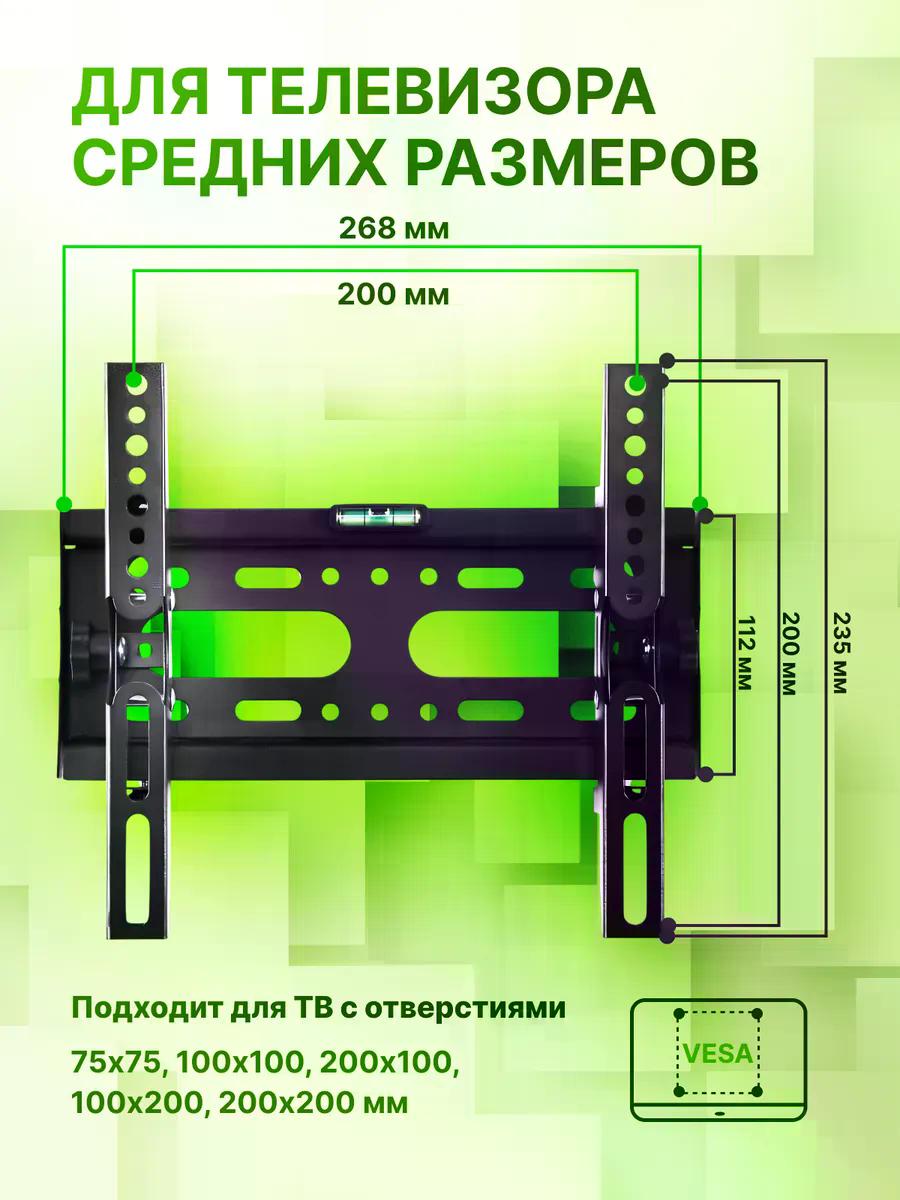 ДЛЯ ТЕЛЕВИЗОРА
СРЕДНИХ РАЗМЕРОВ
268 мм
200 мм
112 мм
200 мм
235 мм
Подходит для ТВ с отверстиями
75x75, 100x100, 200x100,
100x200, 200x200 мм
VESA